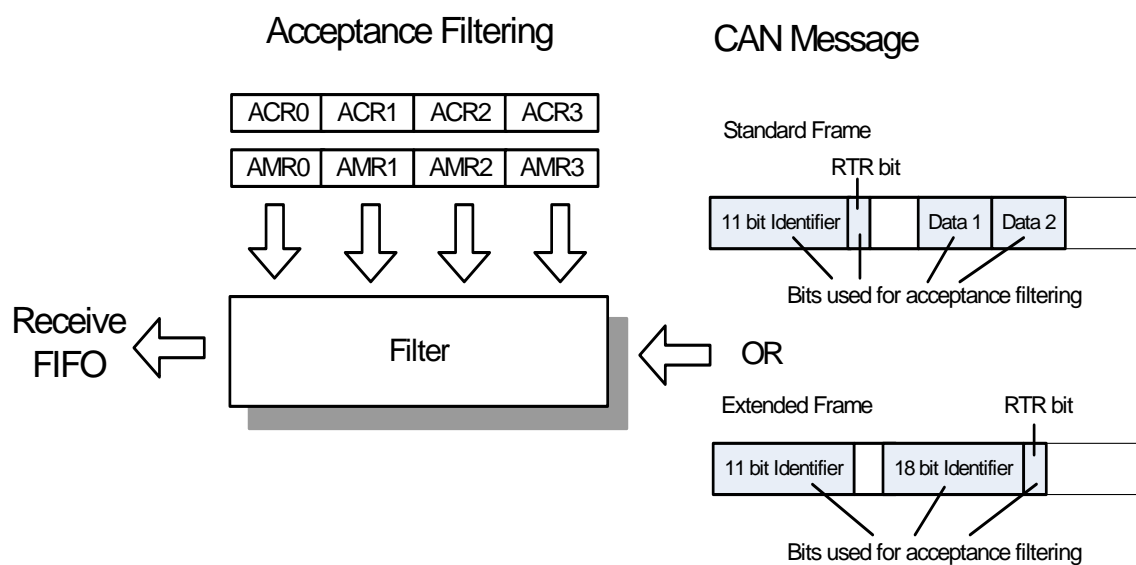 Acceptance Filtering
CAN Message
ACR0 ACR1 ACR2 ACR3
AMR0 AMR1 AMR2 AMR3
Standard Frame
RTR bit
11 bit Identifier
Data 1
Data 2
Bits used for acceptance filtering
Receive
FIFO
Filter
OR
Extended Frame
RTR bit
11 bit Identifier
18 bit Identifier
Bits used for acceptance filtering